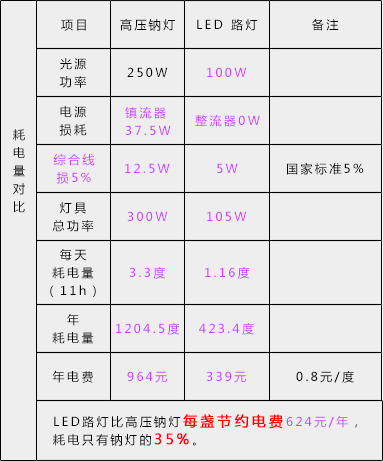 耗电量对比
项目 高压钠灯 LED 路灯 备注
光源
功率 250W 100W
电源
损耗 镇流器
37.5W 整流器0W
综合线
损5% 12.5W 5W 国家标准5%
灯具
总功率 300W 105W
每天
耗电量
(11h) 3.3度 1.16度
年
耗电量 1204.5度 423.4度
年电费 964元 339元 0.8元/度
LED路灯比高压钠灯每盏节约电费624元/年，
耗电只有钠灯的35%。